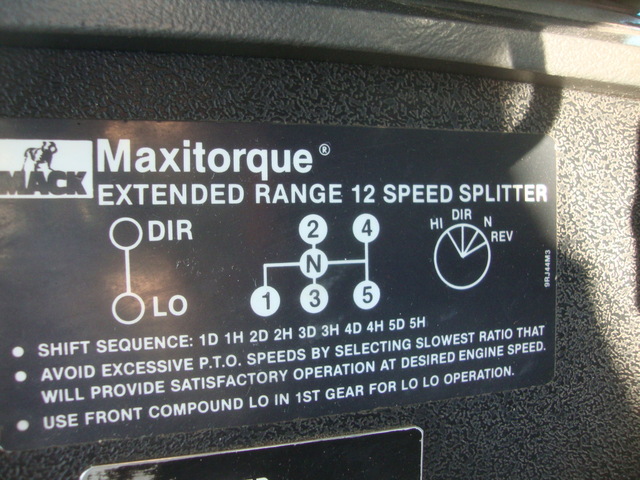 MACK
Maxitorque®
EXTENDED RANGE 12 SPEED SPLITTER
DIR
LO
2 4
N
1 3 5
HI DIR N REV
9RJ44M3
• SHIFT SEQUENCE: 1D 1H 2D 2H 3D 3H 4D 4H 5D 5H
• AVOID EXCESSIVE P.T.O. SPEEDS BY SELECTING SLOWEST RATIO THAT
WILL PROVIDE SATISFACTORY OPERATION AT DESIRED ENGINE SPEED.
• USE FRONT COMPOUND LO IN 1ST GEAR FOR LO LO OPERATION.